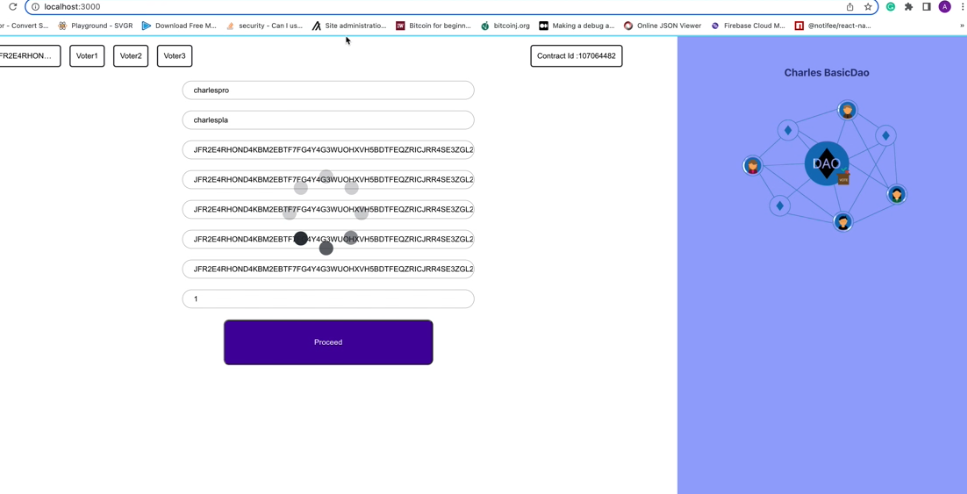 localhost:3000
or - Convert S... Playground - SVGR Download Free M... security - Can I us... Site administratio... Bitcoin for beginn... bitcoinj.org Making a debug a... Online JSON Viewer Firebase Cloud M... @notifee/react-na... »
FR2E4RHON... Voter1 Voter2 Voter3 Contract Id :107064482
Charles BasicDao
charlespro
charlespla
JFR2E4RHOND4KBM2EBTF7FG4Y4G3WUOHXVH5BDTFEQZRICJRR4SE3ZGL2
JFR2E4RHOND4KBM2EBTF7FG4Y4G3WUOHXVH5BDTFEQZRICJRR4SE3ZGL2
JFR2E4RHOND4KBM2EBTF7FG4Y4G3WUOHXVH5BDTFEQZRICJRR4SE3ZGL2
JFR2E4RHOND4KBM2EBTF7FG4Y4G3WUOHXVH5BDTFEQZRICJRR4SE3ZGL2
JFR2E4RHOND4KBM2EBTF7FG4Y4G3WUOHXVH5BDTFEQZRICJRR4SE3ZGL2
1
Proceed
DAO